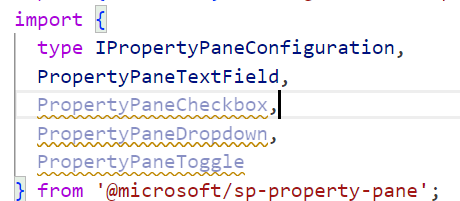 import {
  type IPropertyPaneConfiguration,
  PropertyPaneTextField,
  PropertyPaneCheckbox,
  PropertyPaneDropdown,
  PropertyPaneToggle
} from '@microsoft/sp-property-pane';